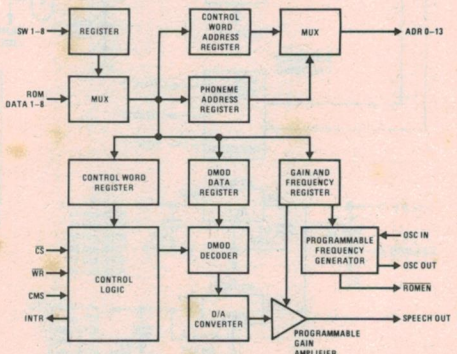 SW 1–8
REGISTER
CONTROL
WORD
ADDRESS
REGISTER
MUX
ADR 0–13
ROM
DATA 1–8
MUX
PHONEME
ADDRESS
REGISTER
CONTROL WORD
REGISTER
DMOD
DATA
REGISTER
GAIN AND
FREQUENCY
REGISTER
CS
WR
CMS
INTR
CONTROL
LOGIC
DMOD
DECODER
PROGRAMMABLE
FREQUENCY
GENERATOR
OSC IN
OSC OUT
ROMEN
D/A
CONVERTER
SPEECH OUT
PROGRAMMABLE
GAIN
AMPLIFIER